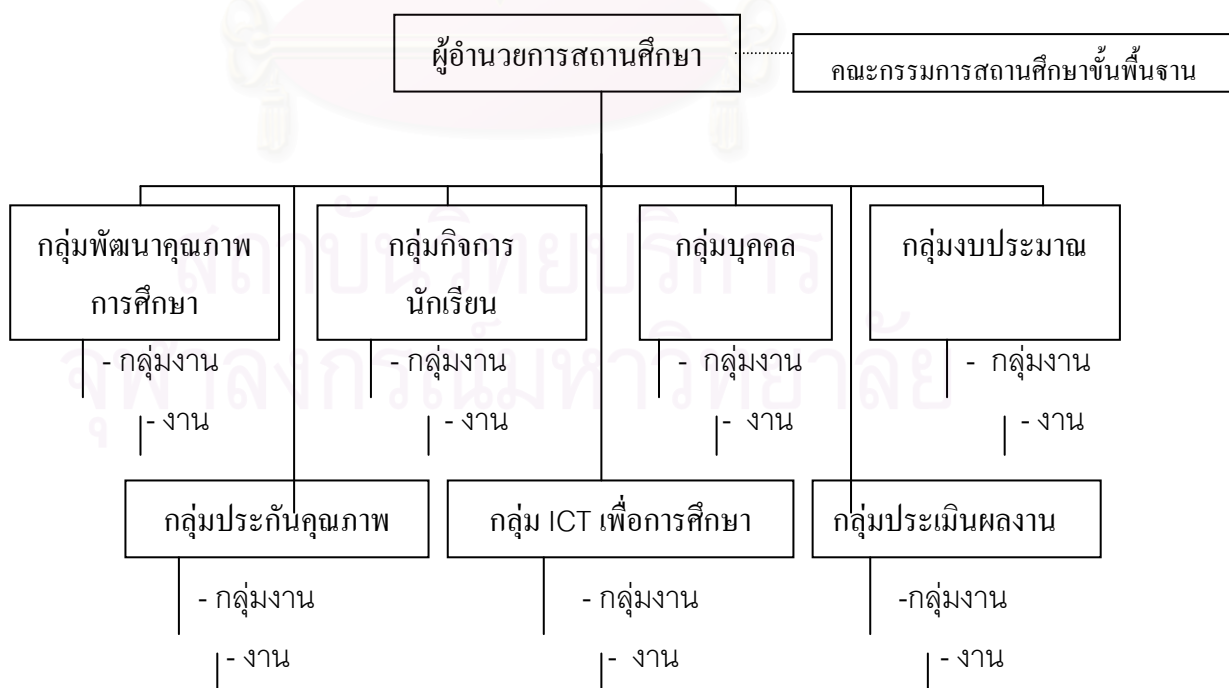 ผู้อำนวยการสถานศึกษา
คณะกรรมการสถานศึกษาขั้นพื้นฐาน
กลุ่มพัฒนาคุณภาพ
การศึกษา
กลุ่มกิจการ
นักเรียน
กลุ่มบุคคล
กลุ่มงบประมาณ
- กลุ่มงาน
- กลุ่มงาน
- กลุ่มงาน
- กลุ่มงาน
- งาน
- งาน
- งาน
- งาน
กลุ่มประกันคุณภาพ
กลุ่ม ICT เพื่อการศึกษา
กลุ่มประเมินผลงาน
- กลุ่มงาน
- กลุ่มงาน
-กลุ่มงาน
- งาน
- งาน
- งาน
สถาบันวิทยบริการ
จุฬาลงกรณ์มหาวิทยาลัย